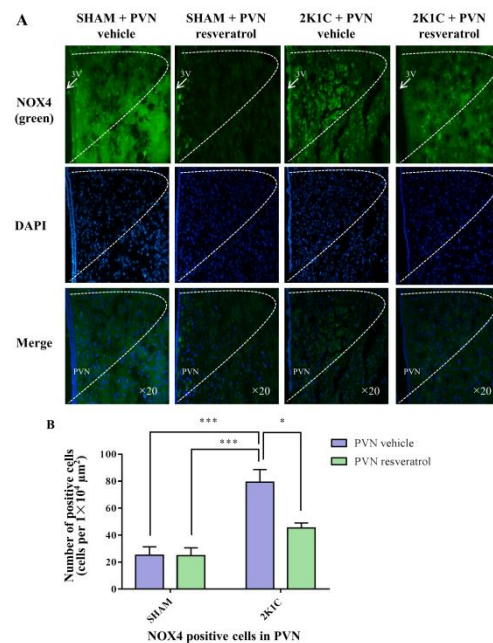 A
SHAM + PVN vehicle
SHAM + PVN resveratrol
2K1C + PVN vehicle
2K1C + PVN resveratrol
NOX4 (green)
3V
3V
3V
3V
DAPI
Merge
PVN
×20
PVN
×20
PVN
×20
PVN
×20
B
***
*
***
PVN vehicle
PVN resveratrol
Number of positive cells
(cells per 1×10⁴ μm²)
100
80
60
40
20
0
SHAM
2K1C
NOX4 positive cells in PVN